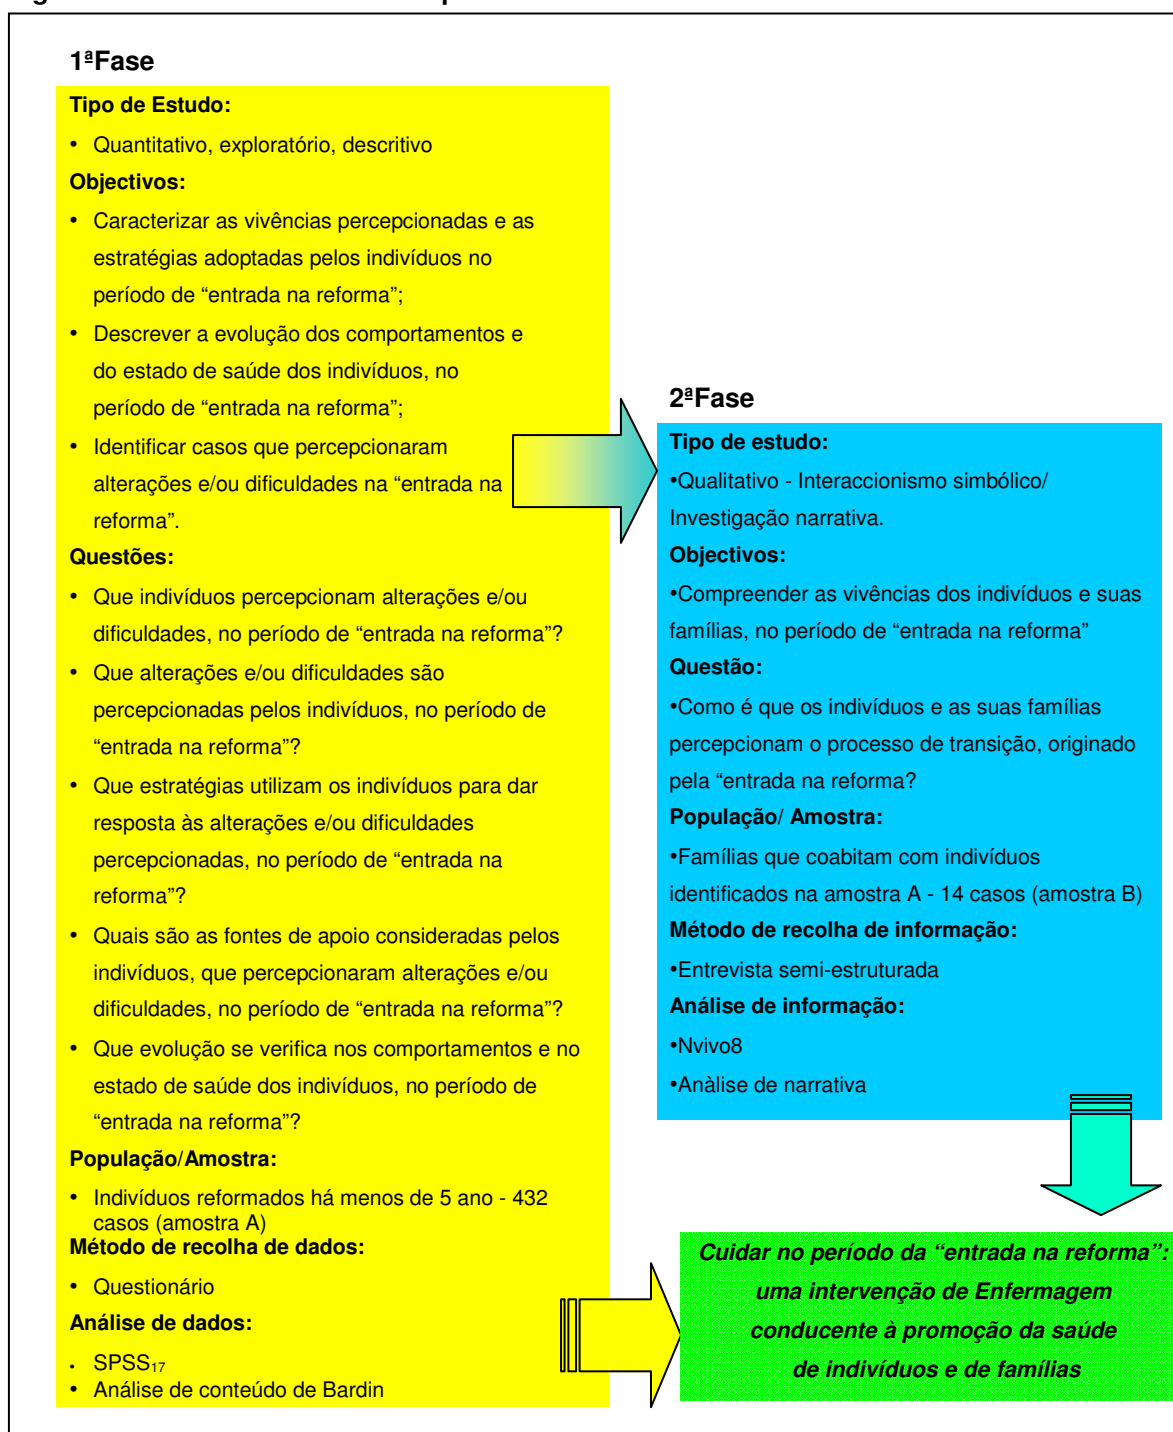 1ªFase
Tipo de Estudo:
• Quantitativo, exploratório, descritivo
Objectivos:
• Caracterizar as vivências percepcionadas e as
estratégias adoptadas pelos indivíduos no
período de “entrada na reforma”;
• Descrever a evolução dos comportamentos e
do estado de saúde dos indivíduos, no
período de “entrada na reforma”;
• Identificar casos que percepcionaram
alterações e/ou dificuldades na “entrada na
reforma”.
Questões:
• Que indivíduos percepcionam alterações e/ou
dificuldades, no período de “entrada na reforma”?
• Que alterações e/ou dificuldades são
percepcionadas pelos indivíduos, no período de
“entrada na reforma”?
• Que estratégias utilizam os indivíduos para dar
resposta às alterações e/ou dificuldades
percepcionadas, no período de “entrada na
reforma”?
• Quais são as fontes de apoio consideradas pelos
indivíduos, que percepcionaram alterações e/ou
dificuldades, no período de “entrada na reforma”?
• Que evolução se verifica nos comportamentos e no
estado de saúde dos indivíduos, no período de
“entrada na reforma”?
População/Amostra:
• Indivíduos reformados há menos de 5 ano - 432
casos (amostra A)
Método de recolha de dados:
• Questionário
Análise de dados:
• SPSS17
• Análise de conteúdo de Bardin
2ªFase
Tipo de estudo:
•Qualitativo - Interaccionismo simbólico/
Investigação narrativa.
Objectivos:
•Compreender as vivências dos indivíduos e suas
famílias, no período de “entrada na reforma”
Questão:
•Como é que os indivíduos e as suas famílias
percepcionam o processo de transição, originado
pela “entrada na reforma?
População/ Amostra:
•Famílias que coabitam com indivíduos
identificados na amostra A - 14 casos (amostra B)
Método de recolha de informação:
•Entrevista semi-estruturada
Análise de informação:
•Nvivo8
•Anàlise de narrativa
Cuidar no período da “entrada na reforma”:
uma intervenção de Enfermagem
conducente à promoção da saúde
de indivíduos e de famílias